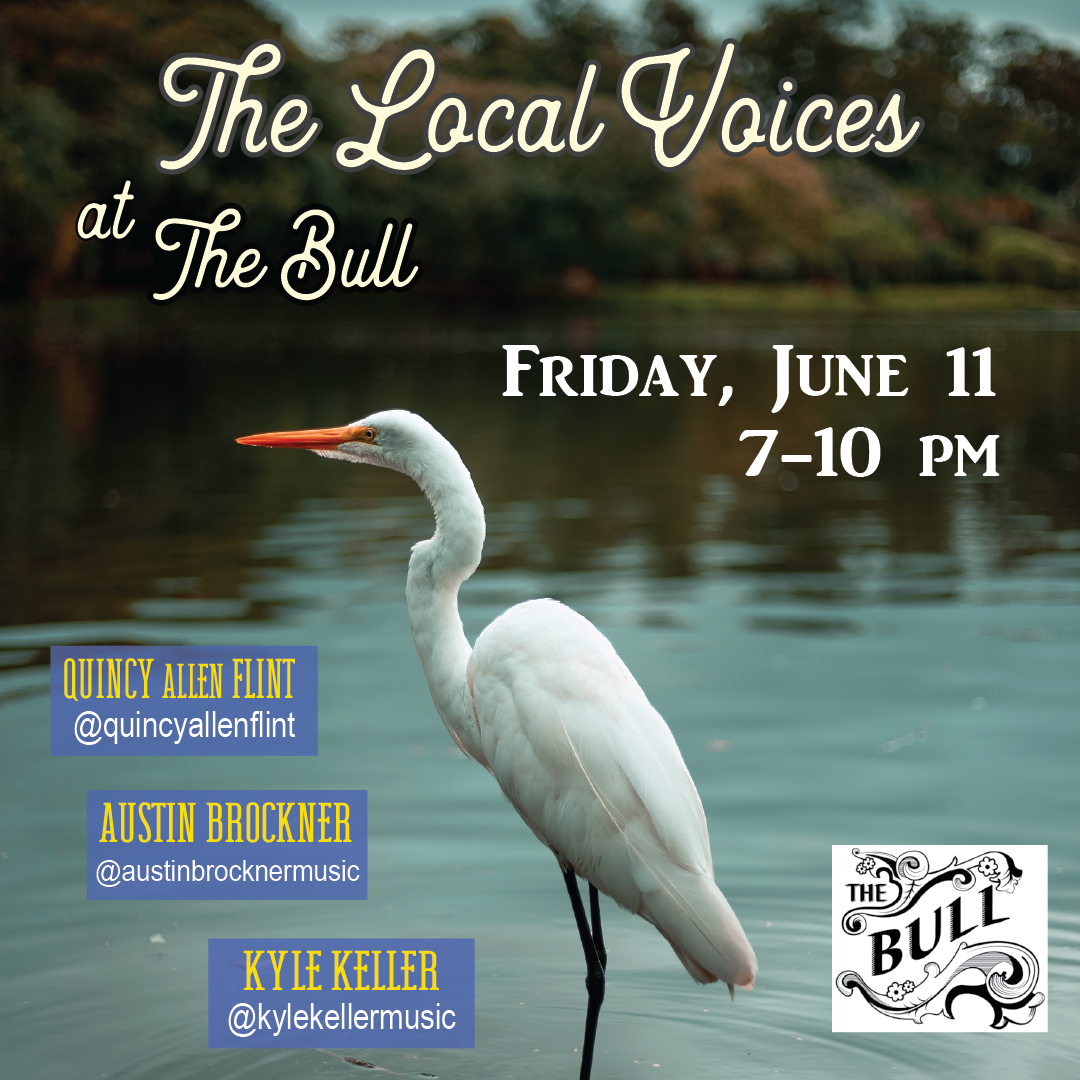 The Local Voices
at The Bull
FRIDAY, JUNE 11
7-10 PM
QUINCY ALLEN FLINT
@quincyallenflint
AUSTIN BROCKNER
@austinbrocknermusic
KYLE KELLER
@kylekellermusic
THE
BULL